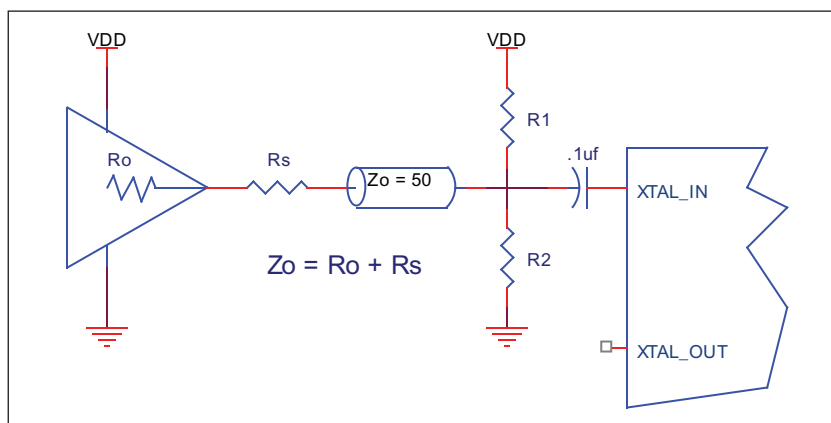 VDD
VDD
R1
Ro
Rs
.1uf
Zo = 50
XTAL_IN
Zo = Ro + Rs
R2
XTAL_OUT